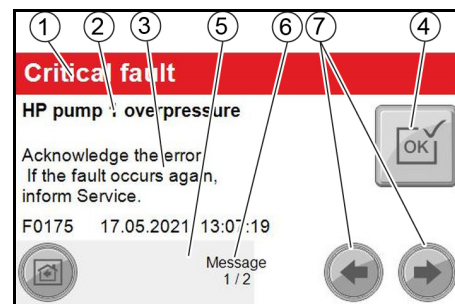 1 2 3 5 6 7 4
Critical fault
HP pump 1 overpressure
OK
Acknowledge the error
If the fault occurs again,
inform Service.
F0175 17.05.2021 13:07:19
Message
1 / 2